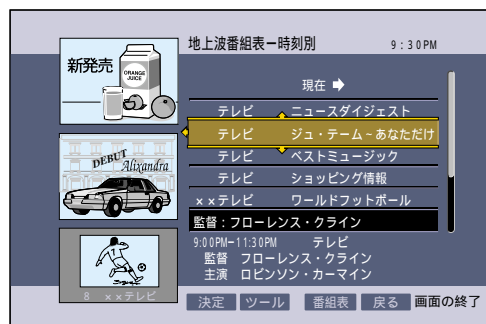 地上波番組表ー時刻別 9:30PM
新発売
ORANGE
JUICE
現在
テレビ ニュースダイジェスト
テレビ ジュ・テーム~あなただけ
テレビ ベストミュージック
テレビ ショッピング情報
××テレビ ワールドフットボール
DEBUT
Alixandra
監督:フローレンス・クライン
9:00PMー11:30PM テレビ
監督 フローレンス・クライン
主演 ロビンソン・カーマイン
8 ××テレビ
決定 ツール 番組表 戻る 画面の終了